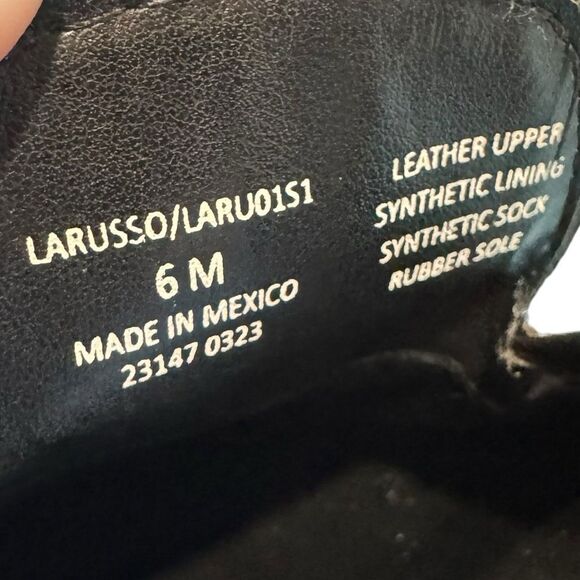 LARUSSO/LARU01S1
6 M
MADE IN MEXICO
23147 0323
LEATHER UPPER
SYNTHETIC LINING
SYNTHETIC SOCK
RUBBER SOLE